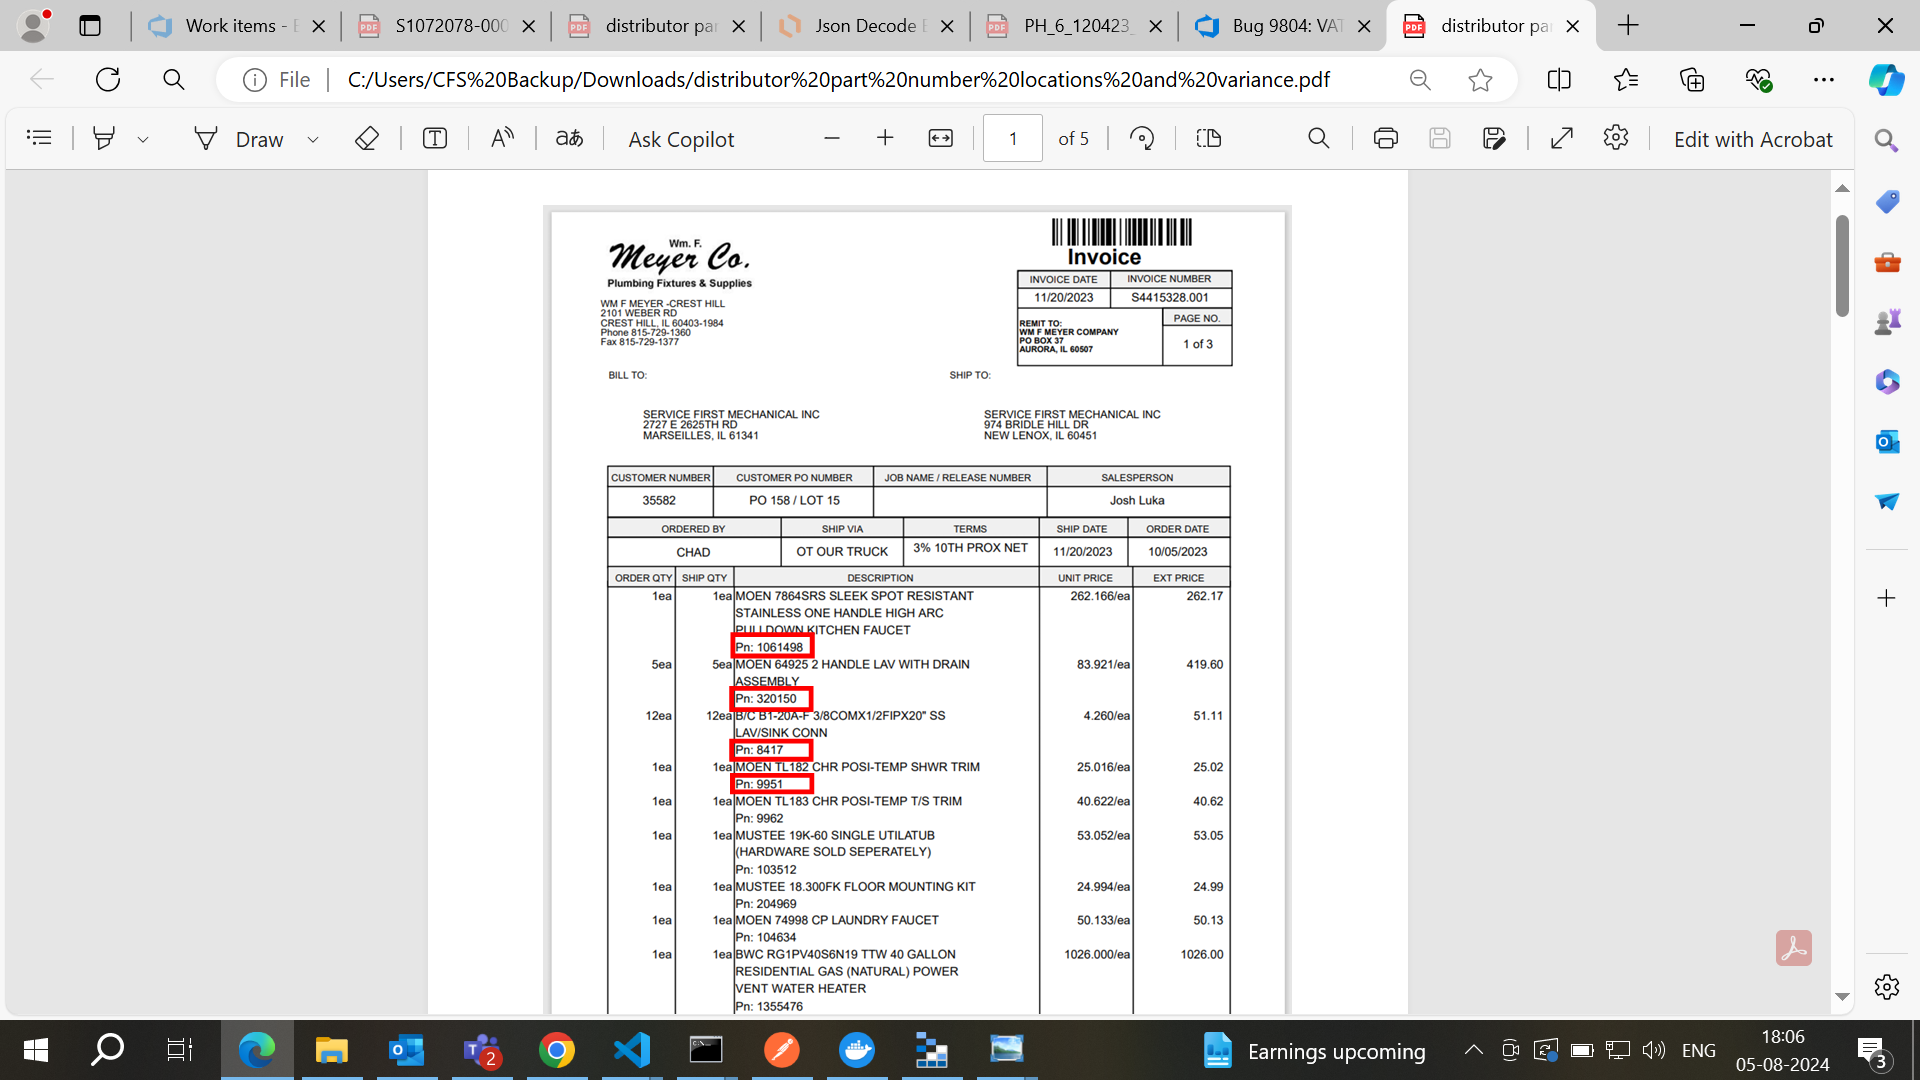 Work items - E
S1072078-000
distributor par
Json Decode E
PH_6_120423_
Bug 9804: VAT
distributor pa
File
C:/Users/CFS%20Backup/Downloads/distributor%20part%20number%20locations%20and%20variance.pdf
Draw
Ask Copilot
1 of 5
Edit with Acrobat
Wm. F.
Meyer Co.
Plumbing Fixtures & Supplies
WM F MEYER -CREST HILL
2101 WEBER RD
CREST HILL, IL 60403-1984
Phone 815-729-1360
Fax 815-729-1377
Invoice
INVOICE DATE INVOICE NUMBER
11/20/2023 S4415328.001
REMIT TO:
WM F MEYER COMPANY
PO BOX 37
AURORA, IL 60507
PAGE NO.
1 of 3
BILL TO:
SHIP TO:
SERVICE FIRST MECHANICAL INC
2727 E 2625TH RD
MARSEILLES, IL 61341
SERVICE FIRST MECHANICAL INC
974 BRIDLE HILL DR
NEW LENOX, IL 60451
CUSTOMER NUMBER CUSTOMER PO NUMBER JOB NAME / RELEASE NUMBER SALESPERSON
35582 PO 158 / LOT 15 Josh Luka
ORDERED BY SHIP VIA TERMS SHIP DATE ORDER DATE
CHAD OT OUR TRUCK 3% 10TH PROX NET 11/20/2023 10/05/2023
ORDER QTY SHIP QTY DESCRIPTION UNIT PRICE EXT PRICE
1ea 1ea MOEN 7864SRS SLEEK SPOT RESISTANT 262.166/ea 262.17
STAINLESS ONE HANDLE HIGH ARC
PULLDOWN KITCHEN FAUCET
Pn: 1061498
5ea 5ea MOEN 64925 2 HANDLE LAV WITH DRAIN 83.921/ea 419.60
ASSEMBLY
Pn: 320150
12ea 12ea B/C B1-20A-F 3/8COMX1/2FIPX20" SS 4.260/ea 51.11
LAV/SINK CONN
Pn: 8417
1ea 1ea MOEN TL182 CHR POSI-TEMP SHWR TRIM 25.016/ea 25.02
Pn: 9951
1ea 1ea MOEN TL183 CHR POSI-TEMP T/S TRIM 40.622/ea 40.62
Pn: 9962
1ea 1ea MUSTEE 19K-60 SINGLE UTILATUB 53.052/ea 53.05
(HARDWARE SOLD SEPERATELY)
Pn: 103512
1ea 1ea MUSTEE 18.300FK FLOOR MOUNTING KIT 24.994/ea 24.99
Pn: 204969
1ea 1ea MOEN 74998 CP LAUNDRY FAUCET 50.133/ea 50.13
Pn: 104634
1ea 1ea BWC RG1PV40S6N19 TTW 40 GALLON 1026.000/ea 1026.00
RESIDENTIAL GAS (NATURAL) POWER
VENT WATER HEATER
Pn: 1355476
2
Earnings upcoming
ENG
18:06
05-08-2024
3